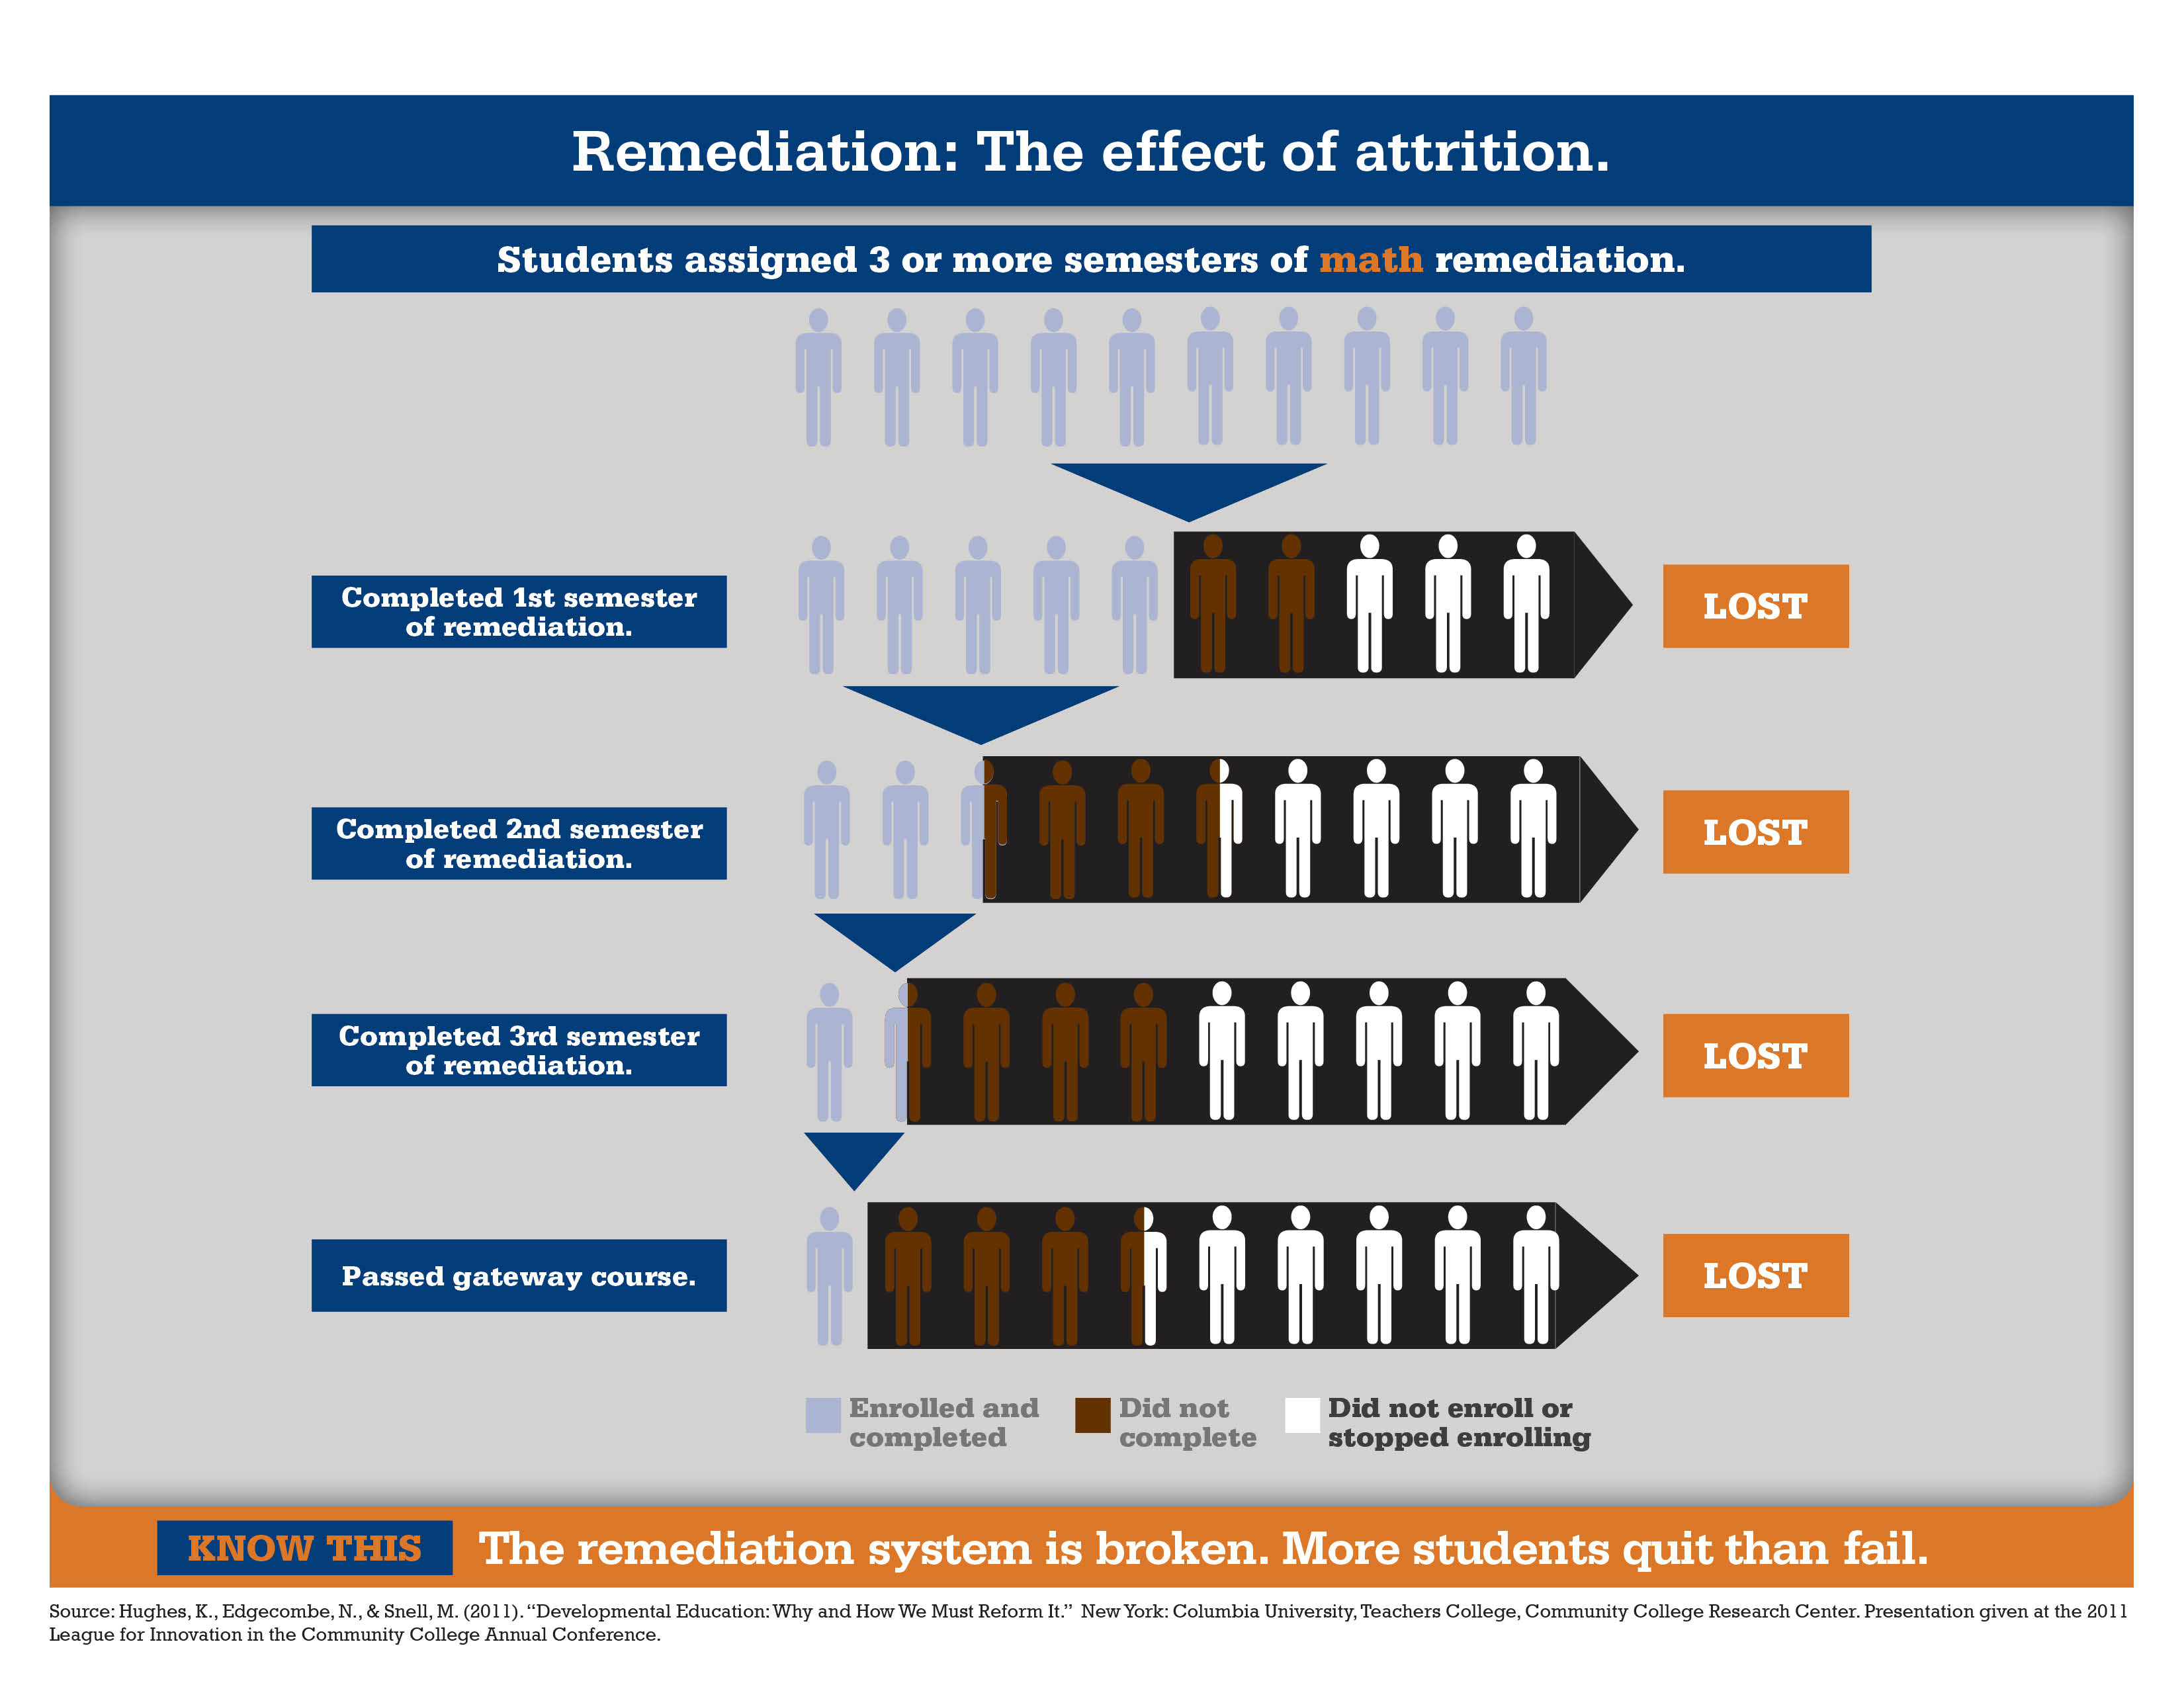 Remediation: The effect of attrition.
Students assigned 3 or more semesters of math remediation.
Completed 1st semester
of remediation.
LOST
Completed 2nd semester
of remediation.
LOST
Completed 3rd semester
of remediation.
LOST
Passed gateway course.
LOST
Enrolled and
completed
Did not
complete
Did not enroll or
stopped enrolling
KNOW THIS The remediation system is broken. More students quit than fail.
Source: Hughes, K., Edgecombe, N., & Snell, M. (2011). “Developmental Education: Why and How We Must Reform It.” New York: Columbia University, Teachers College, Community College Research Center. Presentation given at the 2011
League for Innovation in the Community College Annual Conference.